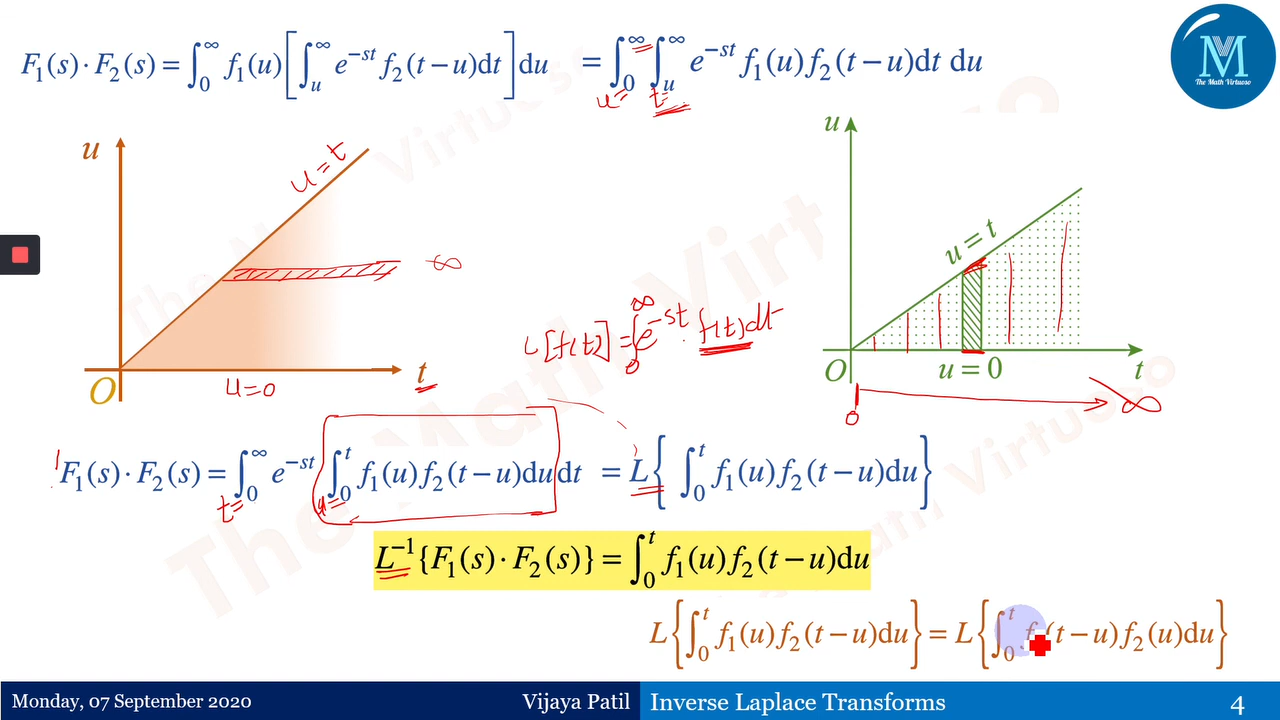 F₁(s)·F₂(s) = ∫₀^∞ f₁(u)[∫ᵤ^∞ e^{−st} f₂(t−u)dt]du = ∫₀^∞ ∫ᵤ^∞ e^{−st} f₁(u)f₂(t−u)dt du
u= t=
The Math Virtuoso
u
u = t
∞
t
O
u=0
L[f(t)] = ∫₀^∞ e^{-st}. f(t)dt
u
u = t
O
u = 0
t
0
∞
F₁(s)·F₂(s) = ∫₀^∞ e^{−st} ∫₀^t f₁(u)f₂(t−u)du dt = L{∫₀^t f₁(u)f₂(t−u)du}
t= u=
L⁻¹{F₁(s)·F₂(s)} = ∫₀^t f₁(u)f₂(t−u)du
L{∫₀^t f₁(u)f₂(t−u)du} = L{∫₀^t f (t−u)f₂(u)du}
The Math Virtuoso
Monday, 07 September 2020
Vijaya Patil
Inverse Laplace Transforms
4